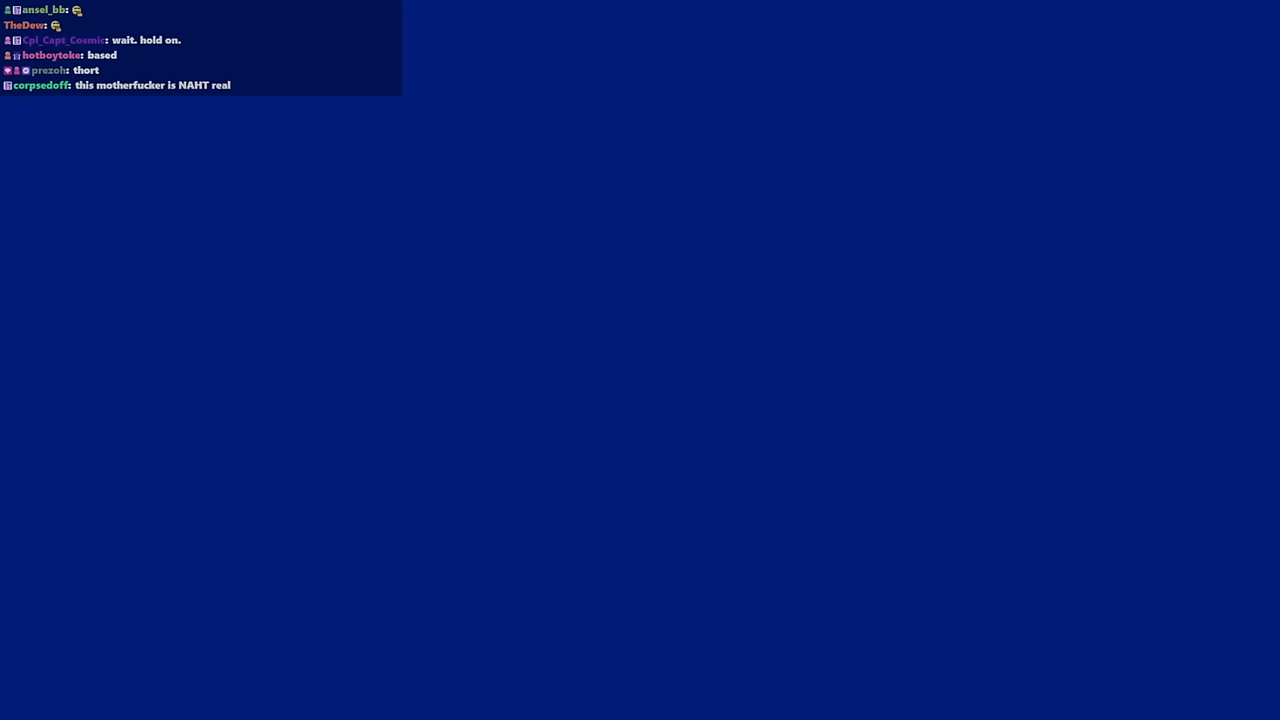 ansel_bb:
TheDew:
Cpl_Capt_Cosmic: wait. hold on.
hotboytoke: based
prezoh: thort
corpsedoff: this motherfucker is NAHT real